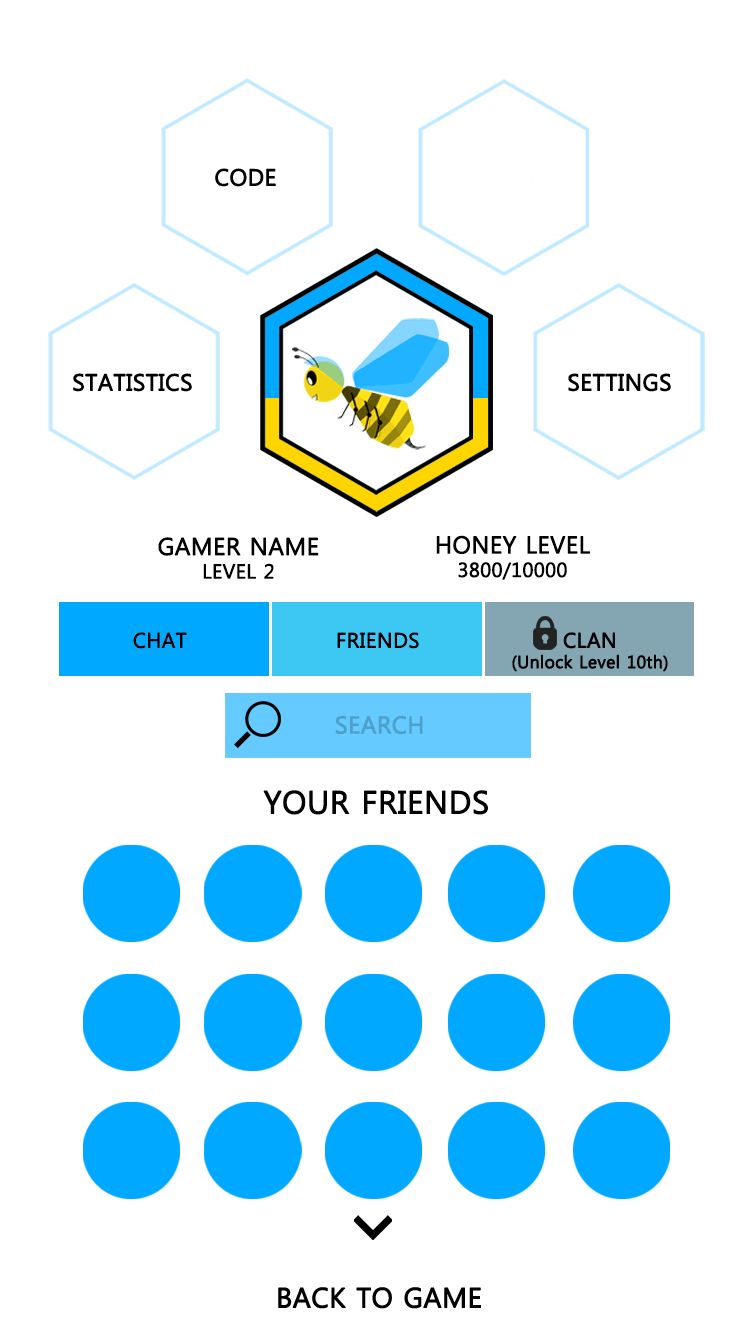 CODE
STATISTICS
SETTINGS
GAMER NAME
LEVEL 2
HONEY LEVEL
3800/10000
CHAT
FRIENDS
CLAN
(Unlock Level 10th)
SEARCH
YOUR FRIENDS
BACK TO GAME